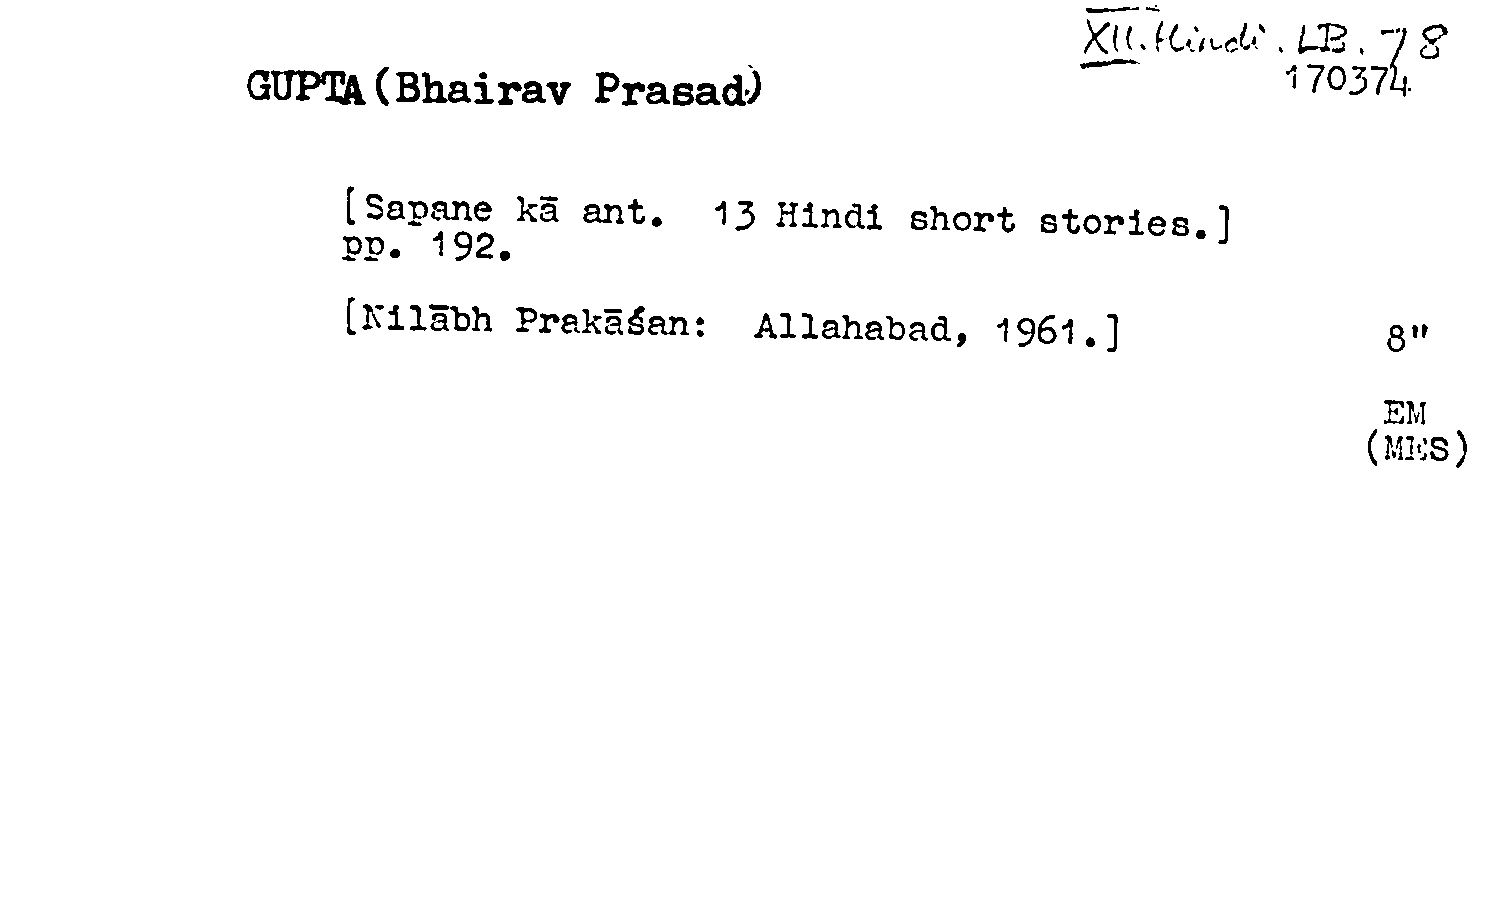 XII. Hindi. LB. 78
170374
GUPTA (Bhairav Prasad)
[Sapane kā ant. 13 Hindi short stories.]
pp. 192.
[Nilābh Prakāśan: Allahabad, 1961.]
8"
EM
(MES)